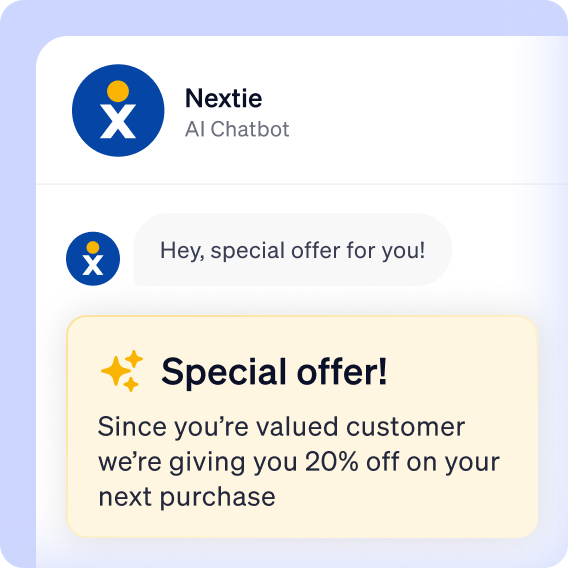 Nextie
AI Chatbot
Hey, special offer for you!
Special offer!
Since you’re valued customer
we’re giving you 20% off on your
next purchase